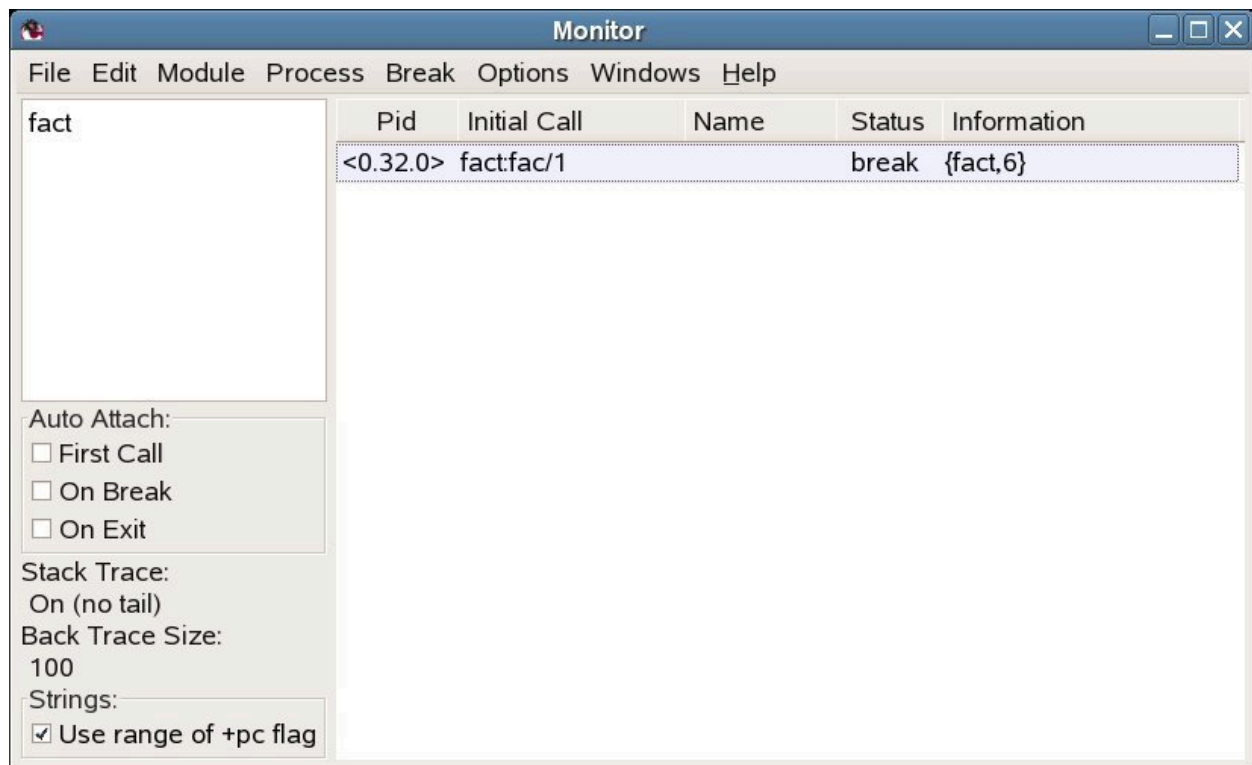 Monitor
File Edit Module Process Break Options Windows Help
fact
Pid Initial Call Name Status Information
<0.32.0> fact:fac/1 break {fact,6}
Auto Attach:
First Call
On Break
On Exit
Stack Trace:
On (no tail)
Back Trace Size:
100
Strings:
Use range of +pc flag